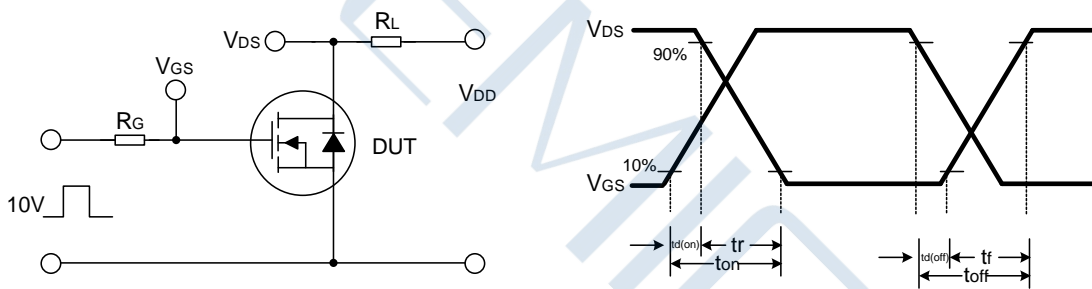 RL
VDS
VGS
VDD
RG
DUT
10V
VDS
90%
10%
VGS
td(on)
tr
ton
td(off)
tf
toff